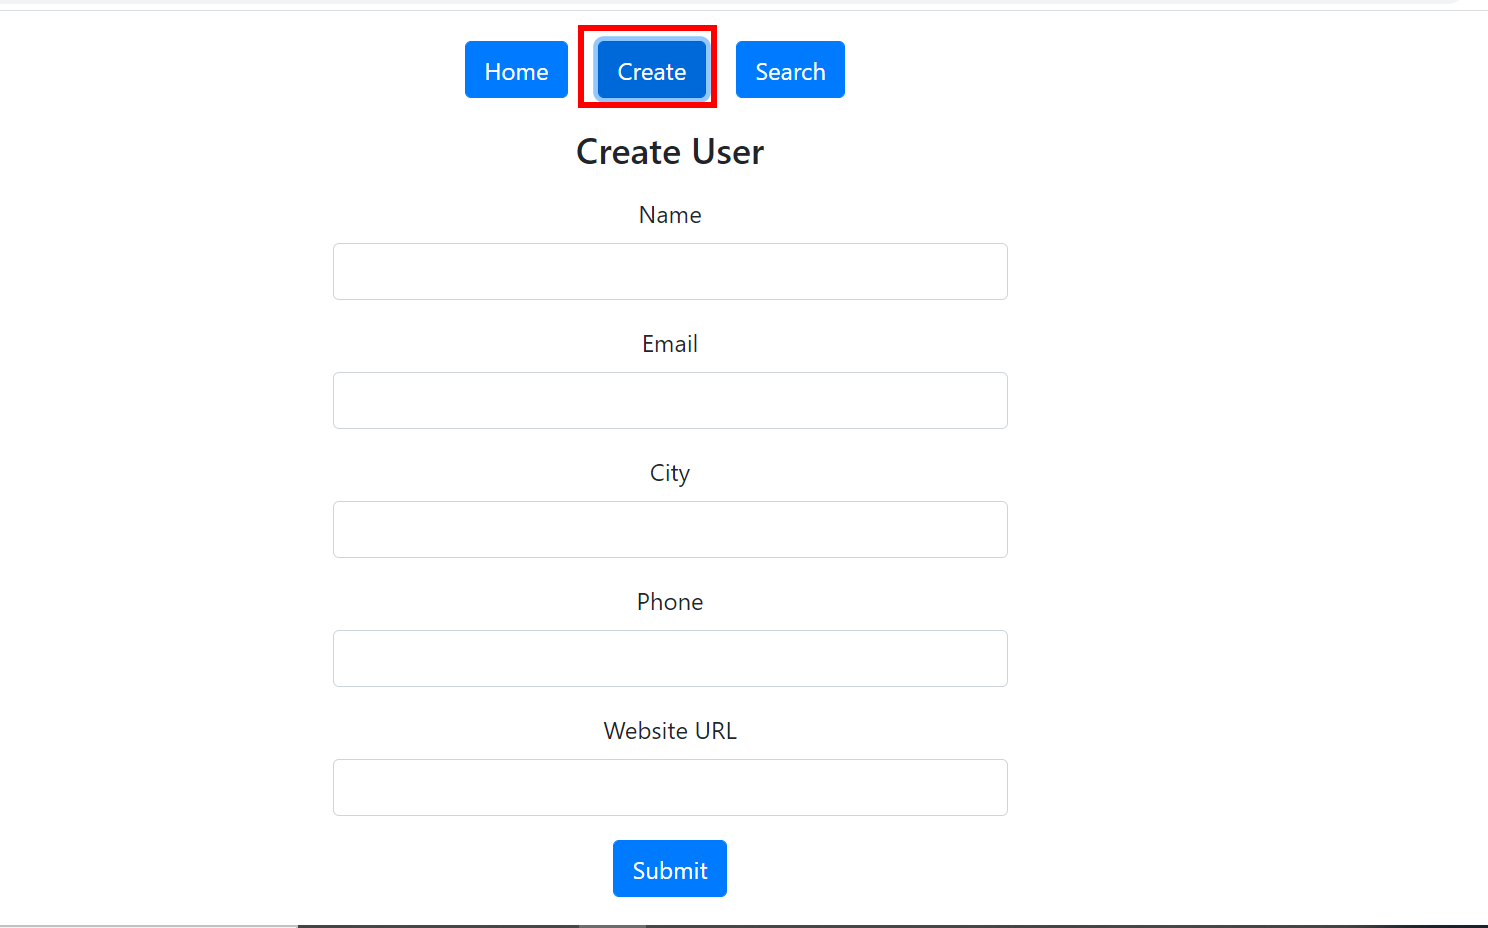 Home Create Search
Create User
Name
Email
City
Phone
Website URL
Submit